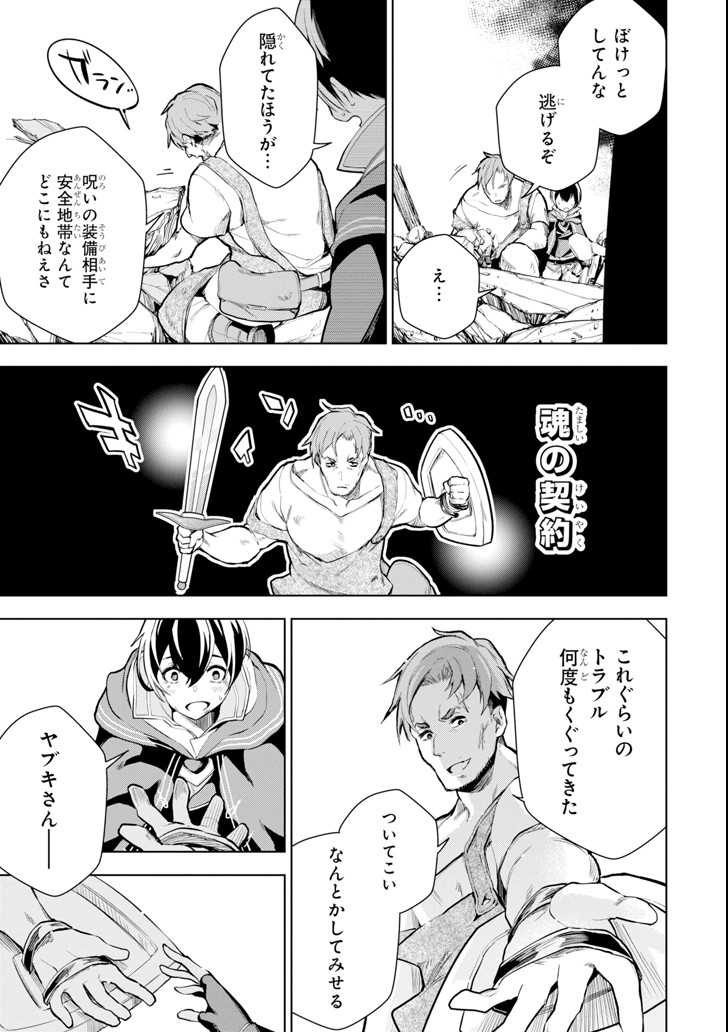 ぼけっと
してんな
逃げるぞ
え…
隠れてたほうが…
ガランッ
呪いの装備相手に
安全地帯なんて
どこにもねえさ
魂の契約
これぐらいの
トラブル
何度もくぐってきた
ついてこい
なんとかしてみせる
ヤブキさん──